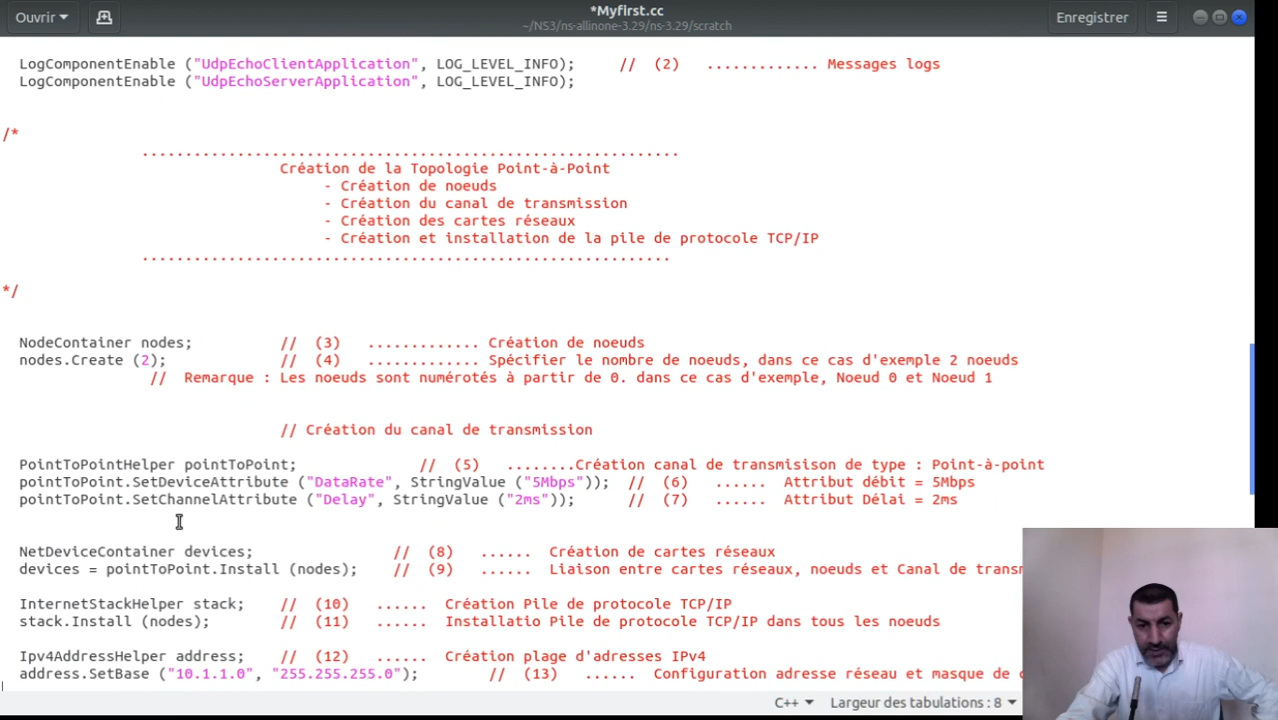 Ouvrir
*Myfirst.cc
~/NS3/ns-allinone-3.29/ns-3.29/scratch
Enregistrer
LogComponentEnable ("UdpEchoClientApplication", LOG_LEVEL_INFO); // (2) ............. Messages logs
LogComponentEnable ("UdpEchoServerApplication", LOG_LEVEL_INFO);
/*
..............................................................
Création de la Topologie Point-à-Point
- Création de noeuds
- Création du canal de transmission
- Création des cartes réseaux
- Création et installation de la pile de protocole TCP/IP
.............................................................
*/
NodeContainer nodes; // (3) ............. Création de noeuds
nodes.Create (2); // (4) ............. Spécifier le nombre de noeuds, dans ce cas d'exemple 2 noeuds
// Remarque : Les noeuds sont numérotés à partir de 0. dans ce cas d'exemple, Noeud 0 et Noeud 1
// Création du canal de transmission
PointToPointHelper pointToPoint; // (5) ........Création canal de transmisison de type : Point-à-point
pointToPoint.SetDeviceAttribute ("DataRate", StringValue ("5Mbps")); // (6) ...... Attribut débit = 5Mbps
pointToPoint.SetChannelAttribute ("Delay", StringValue ("2ms")); // (7) ...... Attribut Délai = 2ms
NetDeviceContainer devices; // (8) ...... Création de cartes réseaux
devices = pointToPoint.Install (nodes); // (9) ...... Liaison entre cartes réseaux, noeuds et Canal de
InternetStackHelper stack; // (10) ...... Création Pile de protocole TCP/IP
stack.Install (nodes); // (11) ...... Installatio Pile de protocole TCP/IP dans tous les noeuds
Ipv4AddressHelper address; // (12) ...... Création plage d'adresses IPv4
address.SetBase ("10.1.1.0", "255.255.255.0"); // (13) ...... Configuration adresse réseau et masque de
C++
Largeur des tabulations : 8